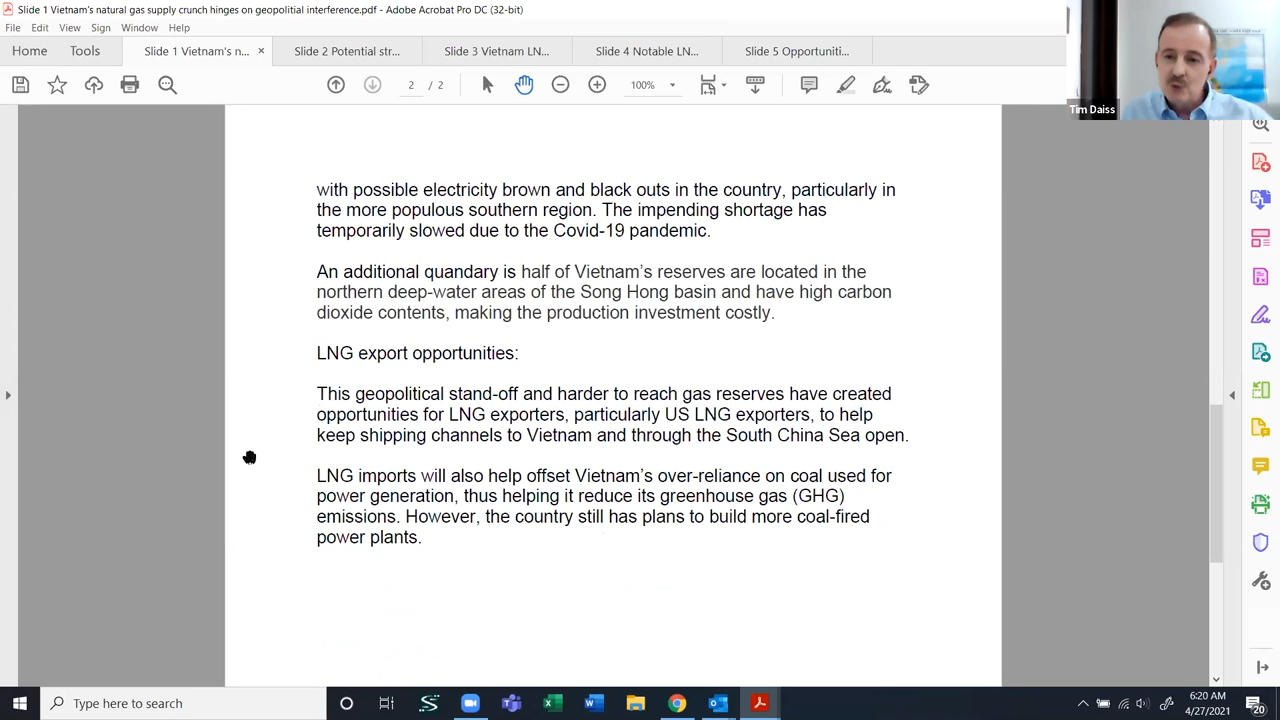 Slide 1 Vietnam's natural gas supply crunch hinges on geopolitial interference.pdf - Adobe Acrobat Pro DC (32-bit)
File Edit View Sign Window Help
Home Tools Slide 1 Vietnam's n... × Slide 2 Potential str... Slide 3 Vietnam LN... Slide 4 Notable LN... Slide 5 Opportuniti...
2 / 2 100%
Tim Daiss
with possible electricity brown and black outs in the country, particularly in
the more populous southern region. The impending shortage has
temporarily slowed due to the Covid-19 pandemic.
An additional quandary is half of Vietnam's reserves are located in the
northern deep-water areas of the Song Hong basin and have high carbon
dioxide contents, making the production investment costly.
LNG export opportunities:
This geopolitical stand-off and harder to reach gas reserves have created
opportunities for LNG exporters, particularly US LNG exporters, to help
keep shipping channels to Vietnam and through the South China Sea open.
LNG imports will also help offset Vietnam's over-reliance on coal used for
power generation, thus helping it reduce its greenhouse gas (GHG)
emissions. However, the country still has plans to build more coal-fired
power plants.
Type here to search
6:20 AM
4/27/2021
20